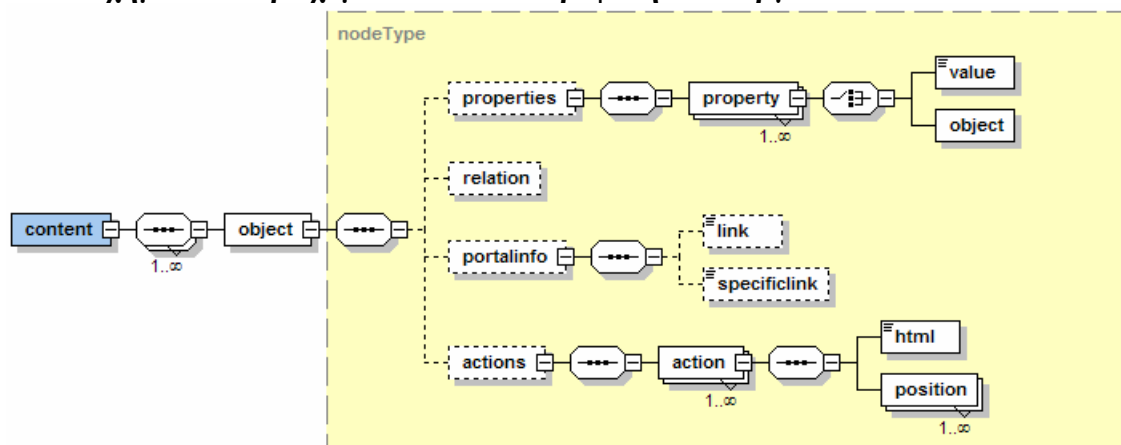 nodeType
value
properties
property
1..∞
object
relation
content
1..∞
object
link
portalinfo
specificlink
html
actions
action
1..∞
position
1..∞